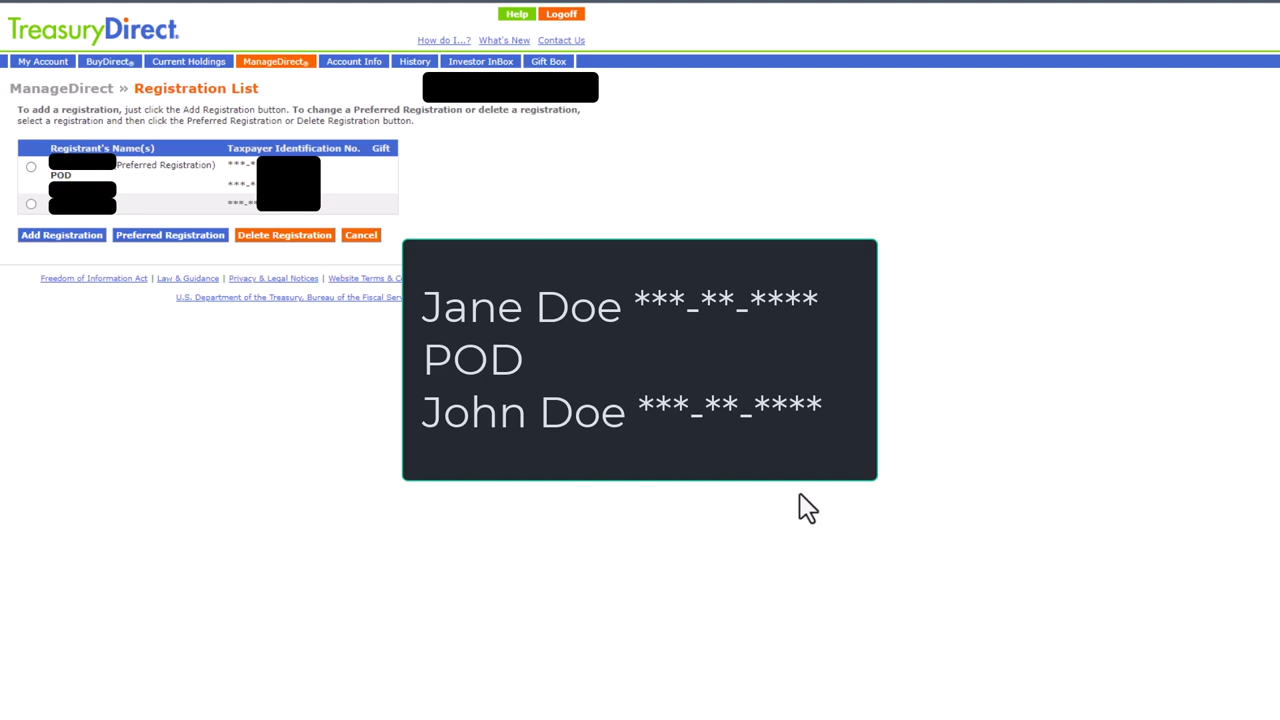 TreasuryDirect.
Help Logoff
How do I...? What's New Contact Us
My Account BuyDirect® Current Holdings ManageDirect® Account Info History Investor InBox Gift Box
ManageDirect » Registration List
To add a registration, just click the Add Registration button. To change a Preferred Registration or delete a registration,
select a registration and then click the Preferred Registration or Delete Registration button.
Registrant's Name(s) Taxpayer Identification No. Gift
Preferred Registration) ***-*
POD
***-*
***-**
Add Registration Preferred Registration Delete Registration Cancel
Freedom of Information Act | Law & Guidance | Privacy & Legal Notices | Website Terms & C
U.S. Department of the Treasury, Bureau of the Fiscal Serv
Jane Doe ***-**-****
POD
John Doe ***-**-****